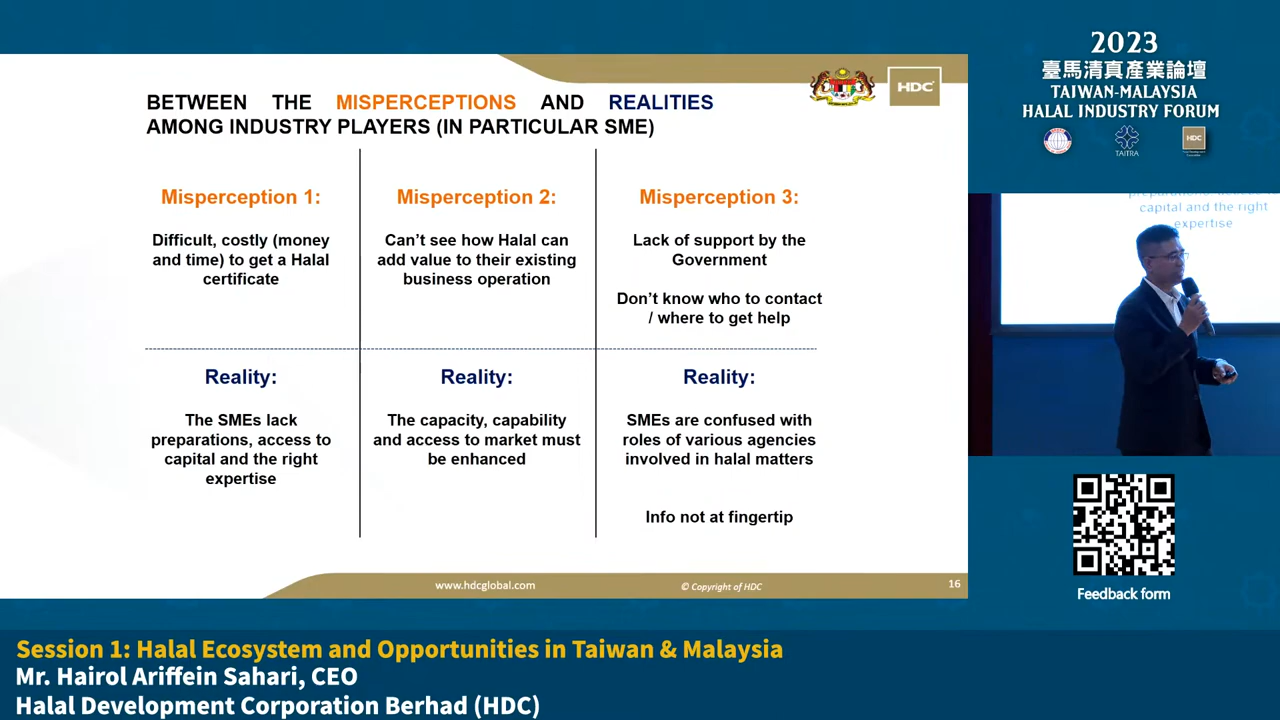 BETWEEN THE MISPERCEPTIONS AND REALITIES
AMONG INDUSTRY PLAYERS (IN PARTICULAR SME)
HDC
Misperception 1:
Difficult, costly (money
and time) to get a Halal
certificate
Misperception 2:
Can't see how Halal can
add value to their existing
business operation
Misperception 3:
Lack of support by the
Government
Don't know who to contact
/ where to get help
Reality:
The SMEs lack
preparations, access to
capital and the right
expertise
Reality:
The capacity, capability
and access to market must
be enhanced
Reality:
SMEs are confused with
roles of various agencies
involved in halal matters
Info not at fingertip
www.hdcglobal.com
© Copyright of HDC
16
2023
臺馬清真產業論壇
TAIWAN-MALAYSIA
HALAL INDUSTRY FORUM
TAITRA
HDC
capital and the right
expertise
Feedback form
Session 1: Halal Ecosystem and Opportunities in Taiwan & Malaysia
Mr. Hairol Ariffein Sahari, CEO
Halal Development Corporation Berhad (HDC)